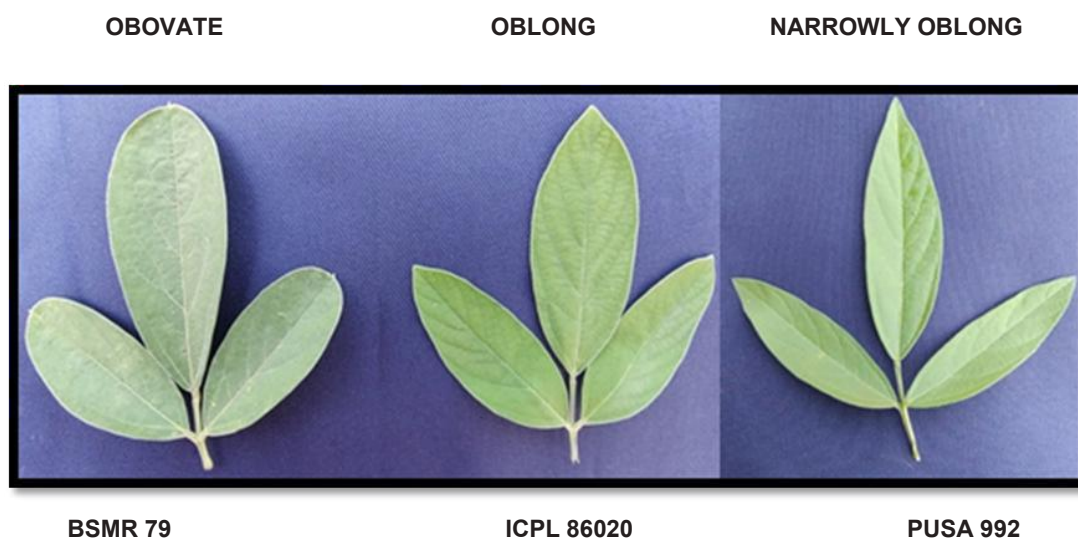 OBOVATE OBLONG NARROWLY OBLONG
BSMR 79 ICPL 86020 PUSA 992